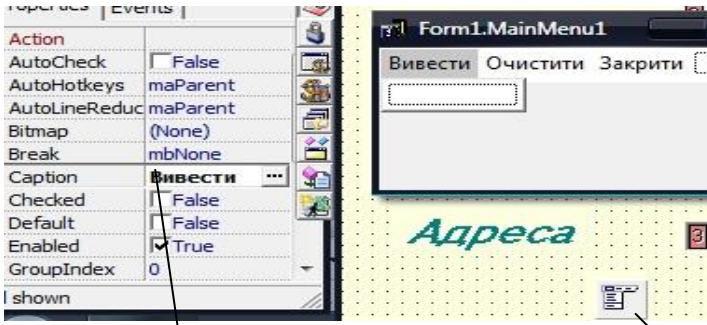 Properties Events
Action
AutoCheck False
AutoHotkeys maParent
AutoLineReduc maParent
Bitmap (None)
Break mbNone
Caption Вивести ...
Checked False
Default False
Enabled True
GroupIndex 0
shown
Form1.MainMenu1
Вивести Очистити Закрити
Адреса
3